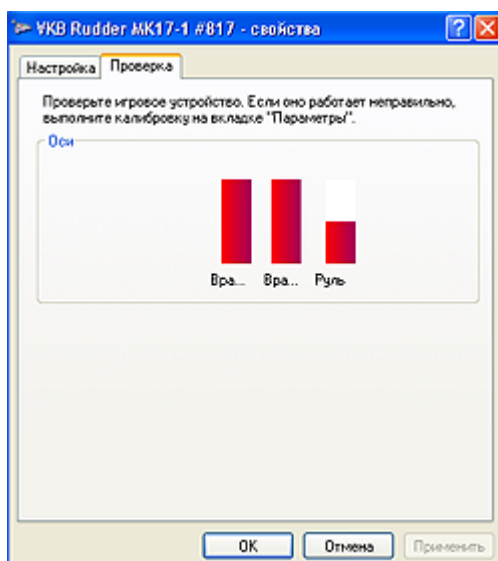 VKB Rudder MK17-1 #817 - свойства
Настройка Проверка
Проверьте игровое устройство. Если оно работает неправильно,
выполните калибровку на вкладке "Параметры".
Оси
Вра... Вра... Руль
OK Отмена Применить